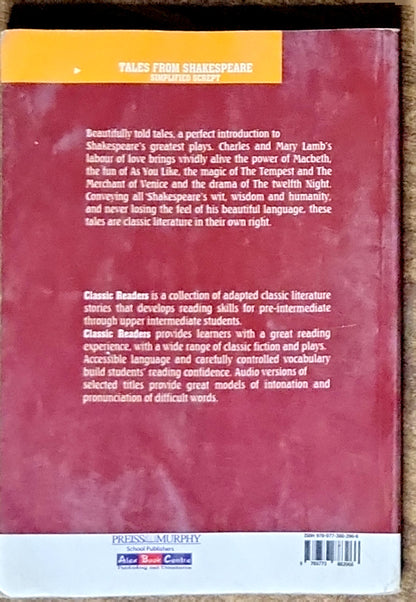 TALES FROM SHAKESPEARE
SIMPLIFIED SCRIPT
Beautifully told tales, a perfect introduction to
Shakespeare's greatest plays. Charles and Mary Lamb's
labour of love brings vividly alive the power of Macbeth,
the fun of As You Like, the magic of The Tempest and The
Merchant of Venice and the drama of The twelfth Night.
Conveying all Shakespeare's wit, wisdom and humanity,
and never losing the feel of his beautiful language, these
tales are classic literature in their own right.
Classic Readers is a collection of adapted classic literature
stories that develops reading skills for pre-intermediate
through upper intermediate students.
Classic Readers provides learners with a great reading
experience, with a wide range of classic fiction and plays.
Accessible language and carefully controlled vocabulary
build students' reading confidence. Audio versions of
selected titles provide great models of intonation and
pronunciation of difficult words.
PREISS MURPHY
School Publishers
Alex Book Centre
ISBN 978-977-